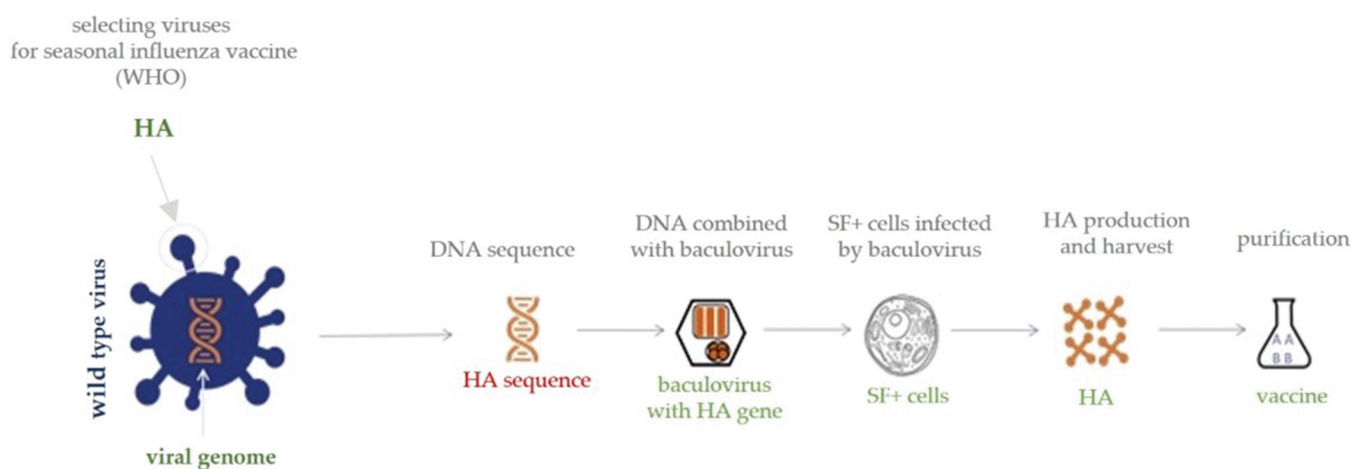 selecting viruses
for seasonal influenza vaccine
(WHO)
HA
wild type virus
viral genome
DNA sequence
HA sequence
DNA combined
with baculovirus
baculovirus
with HA gene
SF+ cells infected
by baculovirus
SF+ cells
HA production
and harvest
HA
purification
A A
B B
vaccine